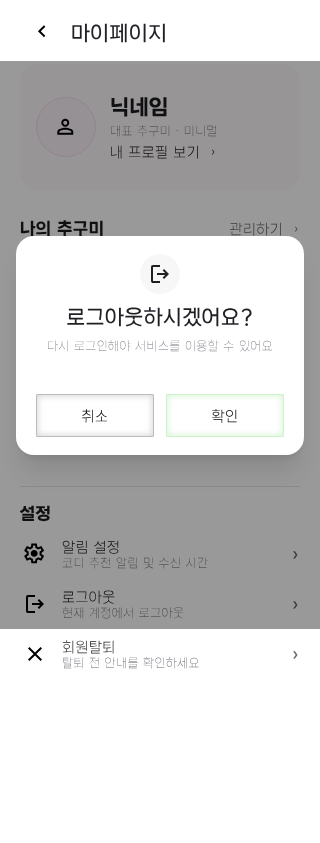 마이페이지
닉네임
대표 추구미 · 미니멀
내 프로필 보기 ›
나의 추구미
관리하기 ›
로그아웃하시겠어요?
다시 로그인해야 서비스를 이용할 수 있어요
취소
확인
설정
알림 설정
코디 추천 알림 및 수신 시간
로그아웃
현재 계정에서 로그아웃
회원탈퇴
탈퇴 전 안내를 확인하세요